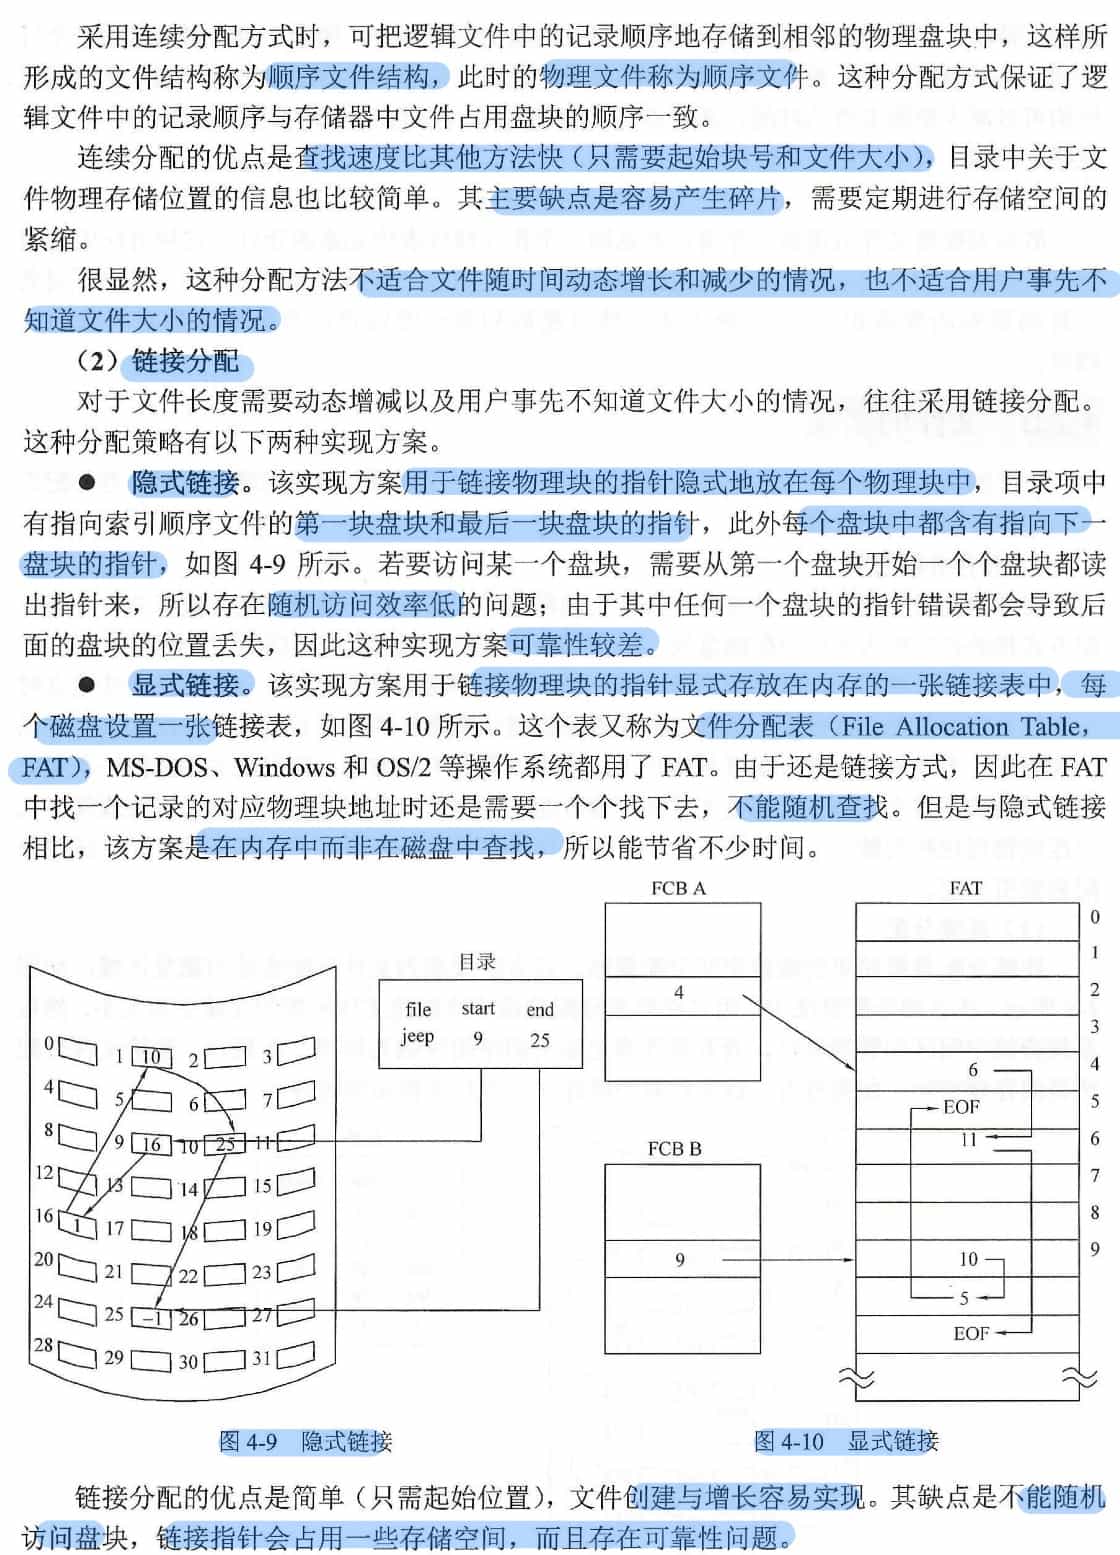 采用连续分配方式时，可把逻辑文件中的记录顺序地存储到相邻的物理盘块中，这样所
形成的文件结构称为顺序文件结构，此时的物理文件称为顺序文件。这种分配方式保证了逻
辑文件中的记录顺序与存储器中文件占用盘块的顺序一致。
连续分配的优点是查找速度比其他方法快（只需要起始块号和文件大小），目录中关于文
件物理存储位置的信息也比较简单。其主要缺点是容易产生碎片，需要定期进行存储空间的
紧缩。
很显然，这种分配方法不适合文件随时间动态增长和减少的情况，也不适合用户事先不
知道文件大小的情况。
（2）链接分配
对于文件长度需要动态增减以及用户事先不知道文件大小的情况，往往采用链接分配。
这种分配策略有以下两种实现方案。
● 隐式链接。该实现方案用于链接物理块的指针隐式地放在每个物理块中，目录项中
有指向索引顺序文件的第一块盘块和最后一块盘块的指针，此外每个盘块中都含有指向下一
盘块的指针，如图 4-9 所示。若要访问某一个盘块，需要从第一个盘块开始一个个盘块都读
出指针来，所以存在随机访问效率低的问题；由于其中任何一个盘块的指针错误都会导致后
面的盘块的位置丢失，因此这种实现方案可靠性较差。
● 显式链接。该实现方案用于链接物理块的指针显式存放在内存的一张链接表中，每
个磁盘设置一张链接表，如图 4-10 所示。这个表又称为文件分配表（File Allocation Table，
FAT），MS-DOS、Windows 和 OS/2 等操作系统都用了 FAT。由于还是链接方式，因此在 FAT
中找一个记录的对应物理块地址时还是需要一个个找下去，不能随机查找。但是与隐式链接
相比，该方案是在内存中而非在磁盘中查找，所以能节省不少时间。
目录
file start end
jeep 9 25
0 1 10 2 3
4 5 6 7
8 9 16 10 25 11
12 13 14 15
16 1 17 18 19
20 21 22 23
24 25 -1 26 27
28 29 30 31
FCB A
4
FCB B
9
FAT
0
1
2
3
6 4
EOF 5
11 6
7
8
10 9
5
EOF
图 4-9 隐式链接
图 4-10 显式链接
链接分配的优点是简单（只需起始位置），文件创建与增长容易实现。其缺点是不能随机
访问盘块，链接指针会占用一些存储空间，而且存在可靠性问题。